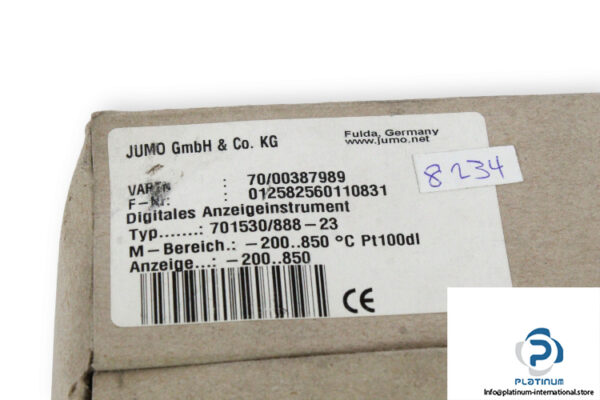 JUMO GmbH & Co. KG
Fulda, Germany
www.jumo.net
VARTN : 70/00387989
F-Nr. : 012582560110831
Digitales Anzeigeinstrument
Typ......: 701530/888-23
M-Bereich.: -200..850 °C Pt100dl
Anzeige..: -200..850
CE
8234
PLATINUM
info@platinum-international.store